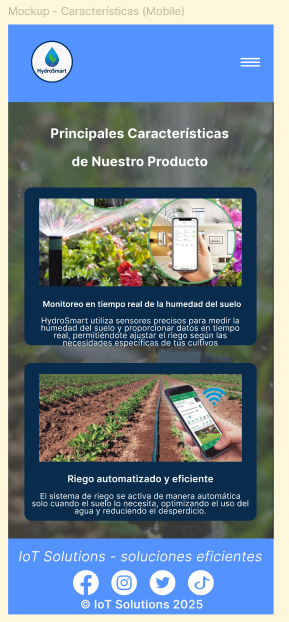 Mockup - Características (Mobile)
HydroSmart
Principales Características
de Nuestro Producto
Monitoreo en tiempo real de la humedad del suelo
HydroSmart utiliza sensores precisos para medir la
humedad del suelo y proporcionar datos en tiempo
real, permitiéndote ajustar el riego según las
necesidades específicas de tus cultivos
Riego automatizado y eficiente
El sistema de riego se activa de manera automática
solo cuando el suelo lo necesita, optimizando el uso del
agua y reduciendo el desperdicio.
IoT Solutions - soluciones eficientes
© IoT Solutions 2025